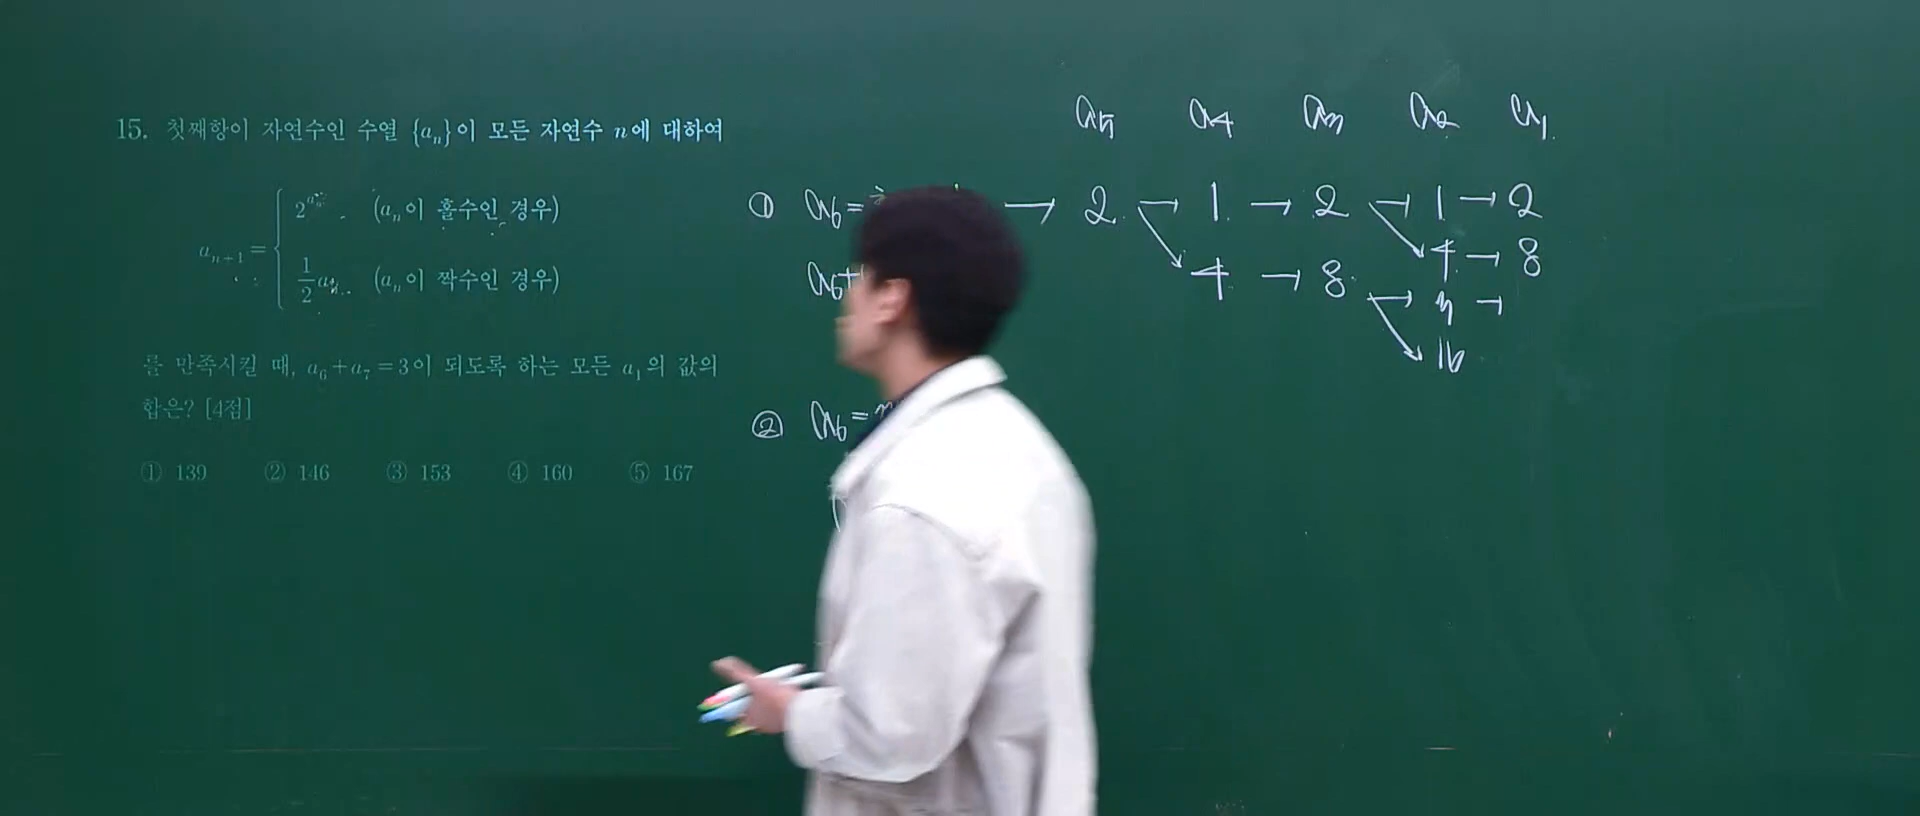 15. 첫째항이 자연수인 수열 {aₙ}이 모든 자연수 n에 대하여
aₙ₊₁ = { 2^{aₙ} (aₙ이 홀수인 경우)
½aₙ (aₙ이 짝수인 경우)
를 만족시킬 때, a₆+a₇=3이 되도록 하는 모든 a₁의 값의
합은? [4점]
① 139 ② 146 ③ 153 ④ 160 ⑤ 167
a₅ a₄ a₃ a₂ a₁
① a₆= → 2 → 1 → 2 → 1 → 2
4 → 8
a₆+ 4 → 8 → 3 →
16
② a₆=